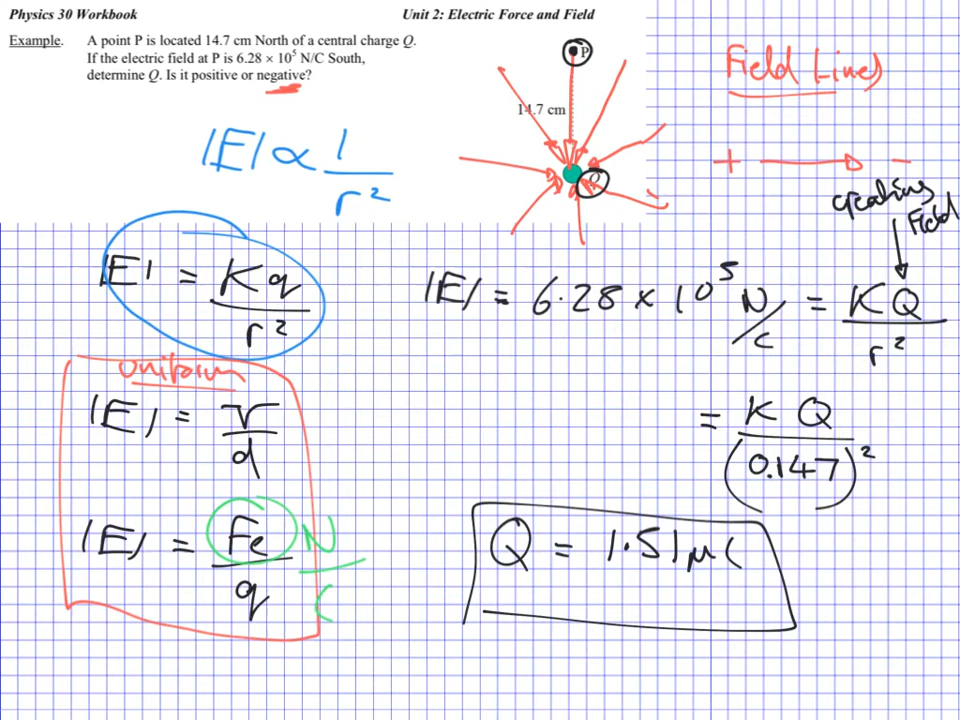 Physics 30 Workbook
Unit 2: Electric Force and Field
Example. A point P is located 14.7 cm North of a central charge Q.
If the electric field at P is 6.28 × 10⁵ N/C South,
determine Q. Is it positive or negative?
P
14.7 cm
Q
Field Lines
+ → −
creating
Field
|E| ∝ 1/r²
|E| = Kq/r²
|E| = 6.28 × 10⁵ N/C = KQ/r²
= KQ/(0.147)²
Q = 1.51 μC
uniform
|E| = V/d
|E| = Fe/q N/C